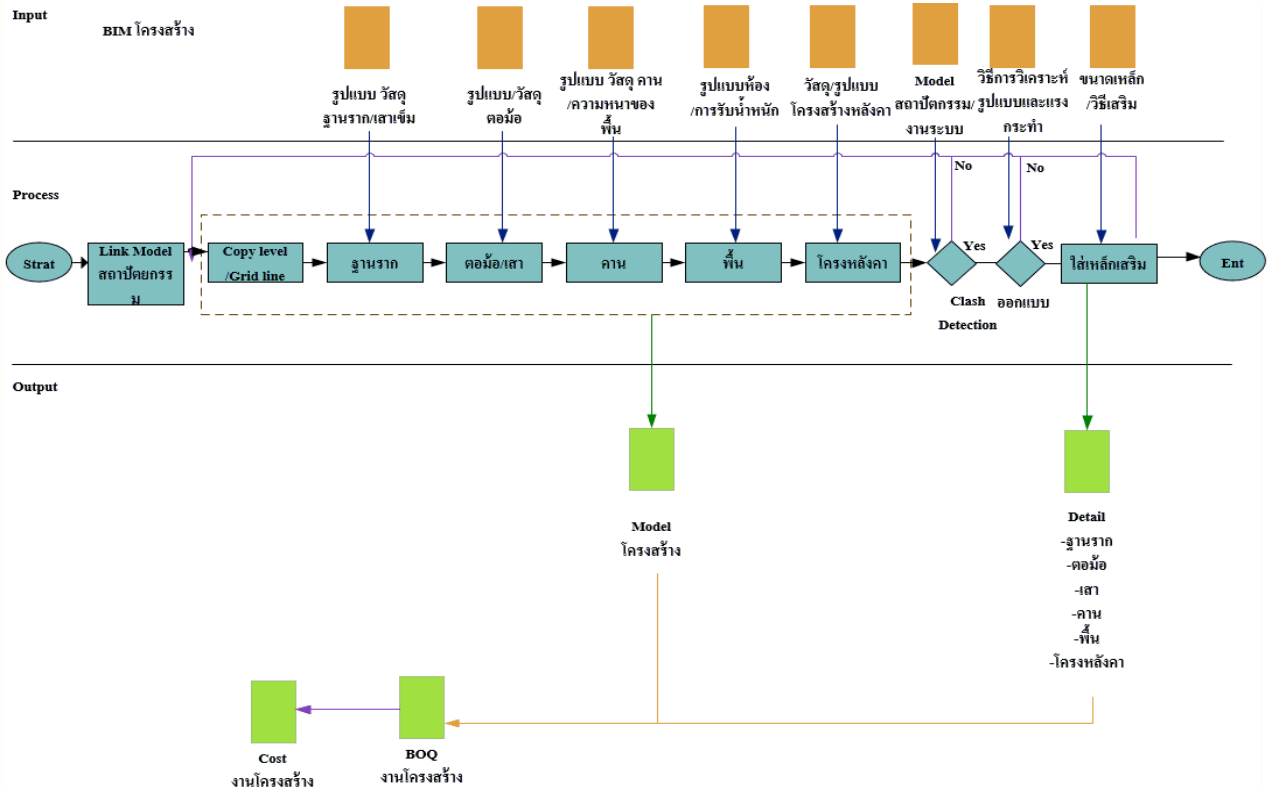 Input
BIM โครงสร้าง
รูปแบบ วัสดุ
ฐานราก/เสาเข็ม
รูปแบบ/วัสดุ
ตอม้อ
รูปแบบ วัสดุ คาน
/ความหนาของ
พื้น
รูปแบบห้อง
/การรับน้ำหนัก
วัสดุ/รูปแบบ
โครงสร้างหลังคา
Model
สถาปัตกรรม/
งานระบบ
วิธีการวิเคราะห์
รูปแบบและแรง
กระทำ
ขนาดเหล็ก
/วิธีเสริม
Process
No
No
Strat
Link Model
สถาปัตยกรร
ม
Copy level
/Grid line
ฐานราก
ตอม้อ/เสา
คาน
พื้น
โครงหลังคา
Yes
Yes
ใส่เหล็กเสริม
Ent
Clash
Detection
ออกแบบ
Output
Model
โครงสร้าง
Detail
-ฐานราก
-ตอม้อ
-เสา
-คาน
-พื้น
-โครงหลังคา
Cost
งานโครงสร้าง
BOQ
งานโครงสร้าง